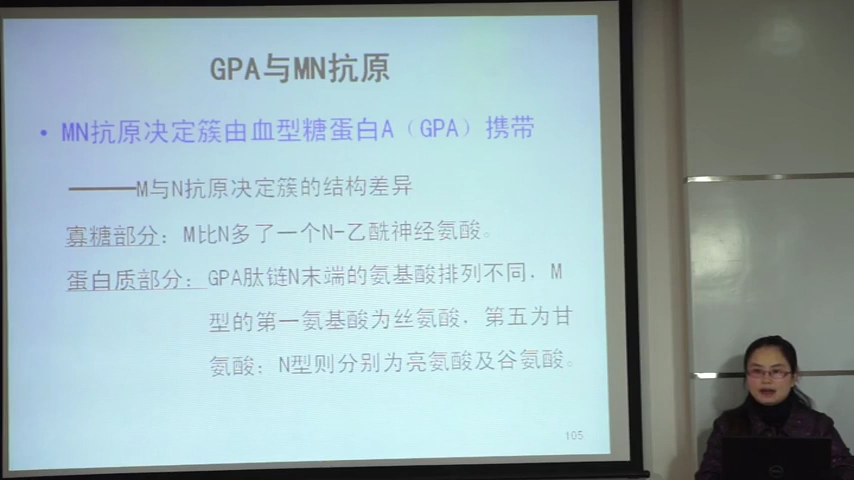 GPA与MN抗原
• MN抗原决定簇由血型糖蛋白A（GPA）携带
———M与N抗原决定簇的结构差异
寡糖部分：M比N多了一个N-乙酰神经氨酸。
蛋白质部分：GPA肽链N末端的氨基酸排列不同，M
型的第一氨基酸为丝氨酸，第五为甘
氨酸；N型则分别为亮氨酸及谷氨酸。
105
DELL